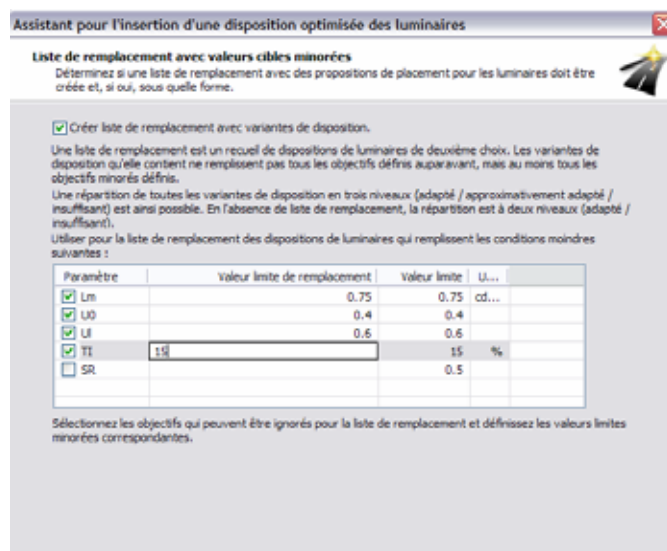 Assistant pour l'insertion d'une disposition optimisée des luminaires
Liste de remplacement avec valeurs cibles minorées
Déterminez si une liste de remplacement avec des propositions de placement pour les luminaires doit être
créée et, si oui, sous quelle forme.
Créer liste de remplacement avec variantes de disposition.
Une liste de remplacement est un recueil de dispositions de luminaires de deuxième choix. Les variantes de
disposition qu'elle contient ne remplissent pas tous les objectifs définis auparavant, mais au moins tous les
objectifs minorés définis.
Une répartition de toutes les variantes de disposition en trois niveaux (adapté / approximativement adapté /
insuffisant) est ainsi possible. En l'absence de liste de remplacement, la répartition est à deux niveaux (adapté /
insuffisant).
Utiliser pour la liste de remplacement des dispositions de luminaires qui remplissent les conditions moindres
suivantes :
Paramètre Valeur limite de remplacement Valeur limite U...
Lm 0.75 0.75 cd...
U0 0.4 0.4
Ul 0.6 0.6
TI 15 15 %
SR 0.5
Sélectionnez les objectifs qui peuvent être ignorés pour la liste de remplacement et définissez les valeurs limites
minorées correspondantes.